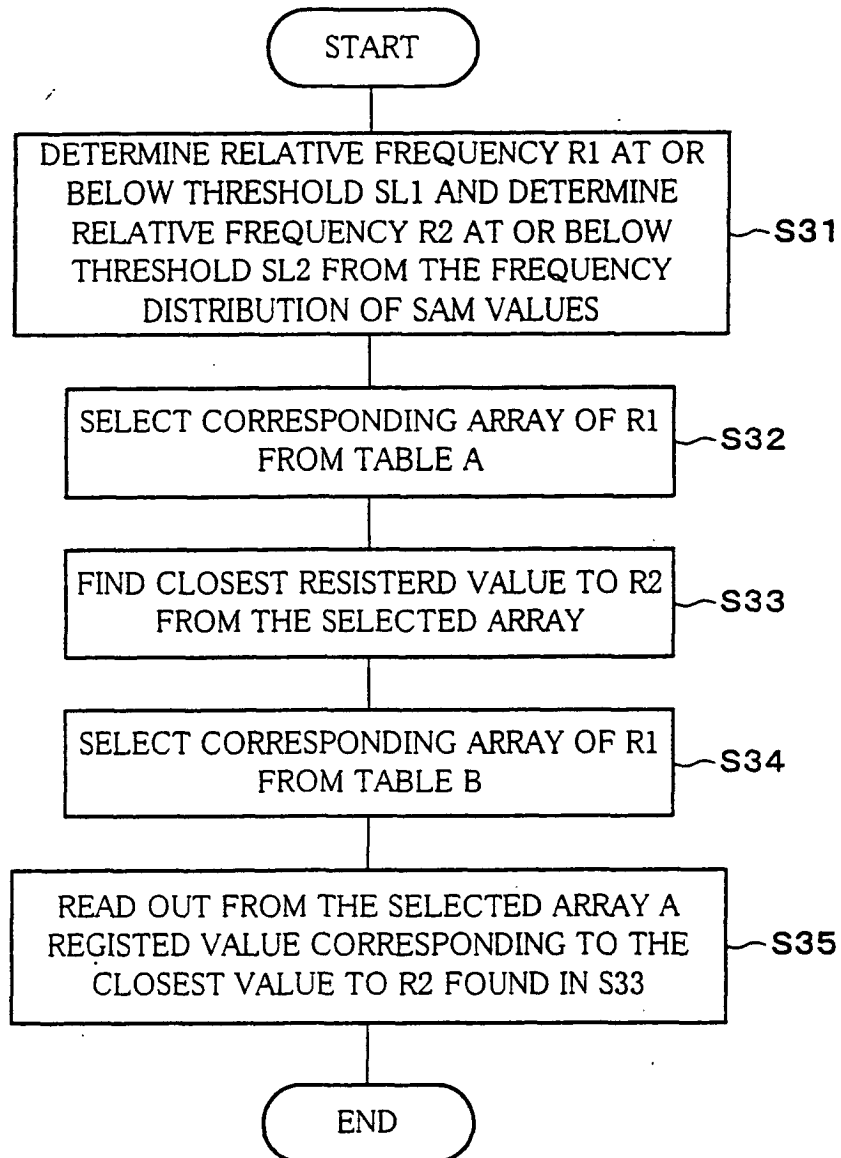 START
DETERMINE RELATIVE FREQUENCY R1 AT OR
BELOW THRESHOLD SL1 AND DETERMINE
RELATIVE FREQUENCY R2 AT OR BELOW
THRESHOLD SL2 FROM THE FREQUENCY
DISTRIBUTION OF SAM VALUES
S31
SELECT CORRESPONDING ARRAY OF R1
FROM TABLE A
S32
FIND CLOSEST RESISTERD VALUE TO R2
FROM THE SELECTED ARRAY
S33
SELECT CORRESPONDING ARRAY OF R1
FROM TABLE B
S34
READ OUT FROM THE SELECTED ARRAY A
REGISTED VALUE CORRESPONDING TO THE
CLOSEST VALUE TO R2 FOUND IN S33
S35
END